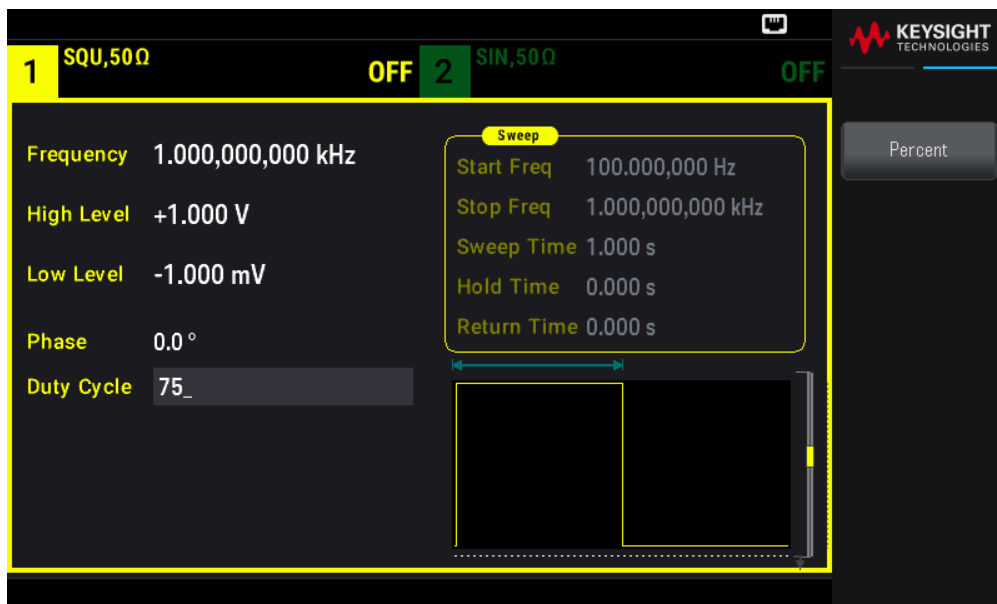 KEYSIGHT
TECHNOLOGIES
1 SQU,50Ω OFF
2 SIN,50Ω OFF
Frequency 1.000,000,000 kHz
High Level +1.000 V
Low Level -1.000 mV
Phase 0.0 °
Duty Cycle 75_
Sweep
Start Freq 100.000,000 Hz
Stop Freq 1.000,000,000 kHz
Sweep Time 1.000 s
Hold Time 0.000 s
Return Time 0.000 s
Percent